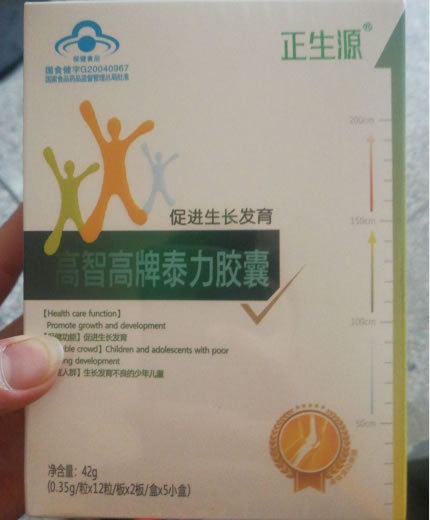 保健食品
国食健字G20040967
国家食品药品监督管理总局批准
正生源®
200cm
促进生长发育
150cm
高智高牌泰力胶囊
【Health care function】
Promote growth and development
功能】促进生长发育
100cm
crowd】Children and adolescents with poor
development
人群】生长发育不良的少年儿童
50cm
净含量：42g
(0.35g/粒x12粒/板x2板/盒x5小盒)